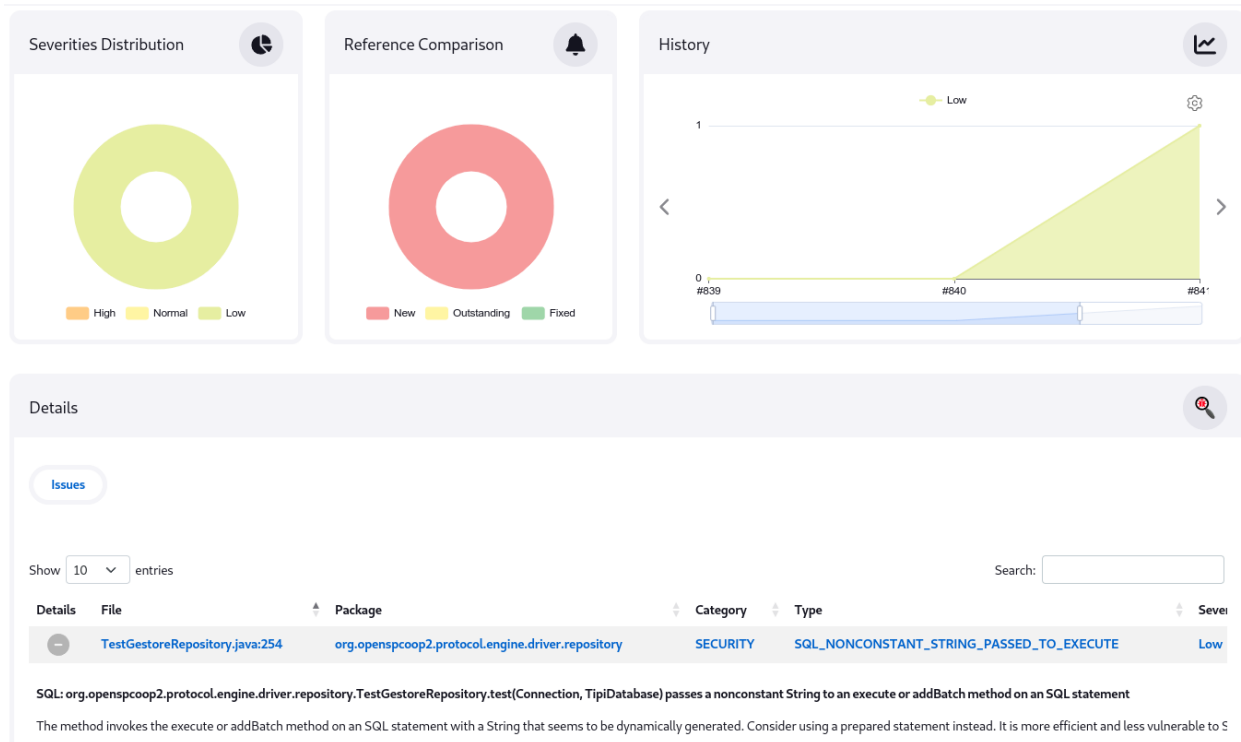 Severities Distribution
Reference Comparison
History
Low
1
0
#839 #840 #841
High Normal Low
New Outstanding Fixed
Details
Issues
Show 10 entries
Search:
Details File Package Category Type Sever
TestGestoreRepository.java:254 org.openspcoop2.protocol.engine.driver.repository SECURITY SQL_NONCONSTANT_STRING_PASSED_TO_EXECUTE Low
SQL: org.openspcoop2.protocol.engine.driver.repository.TestGestoreRepository.test(Connection, TipiDatabase) passes a nonconstant String to an execute or addBatch method on an SQL statement
The method invokes the execute or addBatch method on an SQL statement with a String that seems to be dynamically generated. Consider using a prepared statement instead. It is more efficient and less vulnerable to S